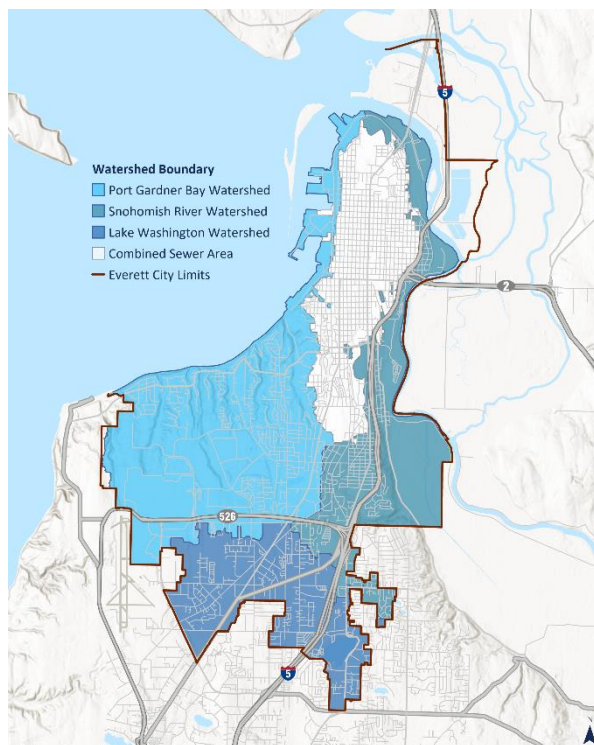 5
Watershed Boundary
Port Gardner Bay Watershed
Snohomish River Watershed
Lake Washington Watershed
Combined Sewer Area
Everett City Limits
2
526
5